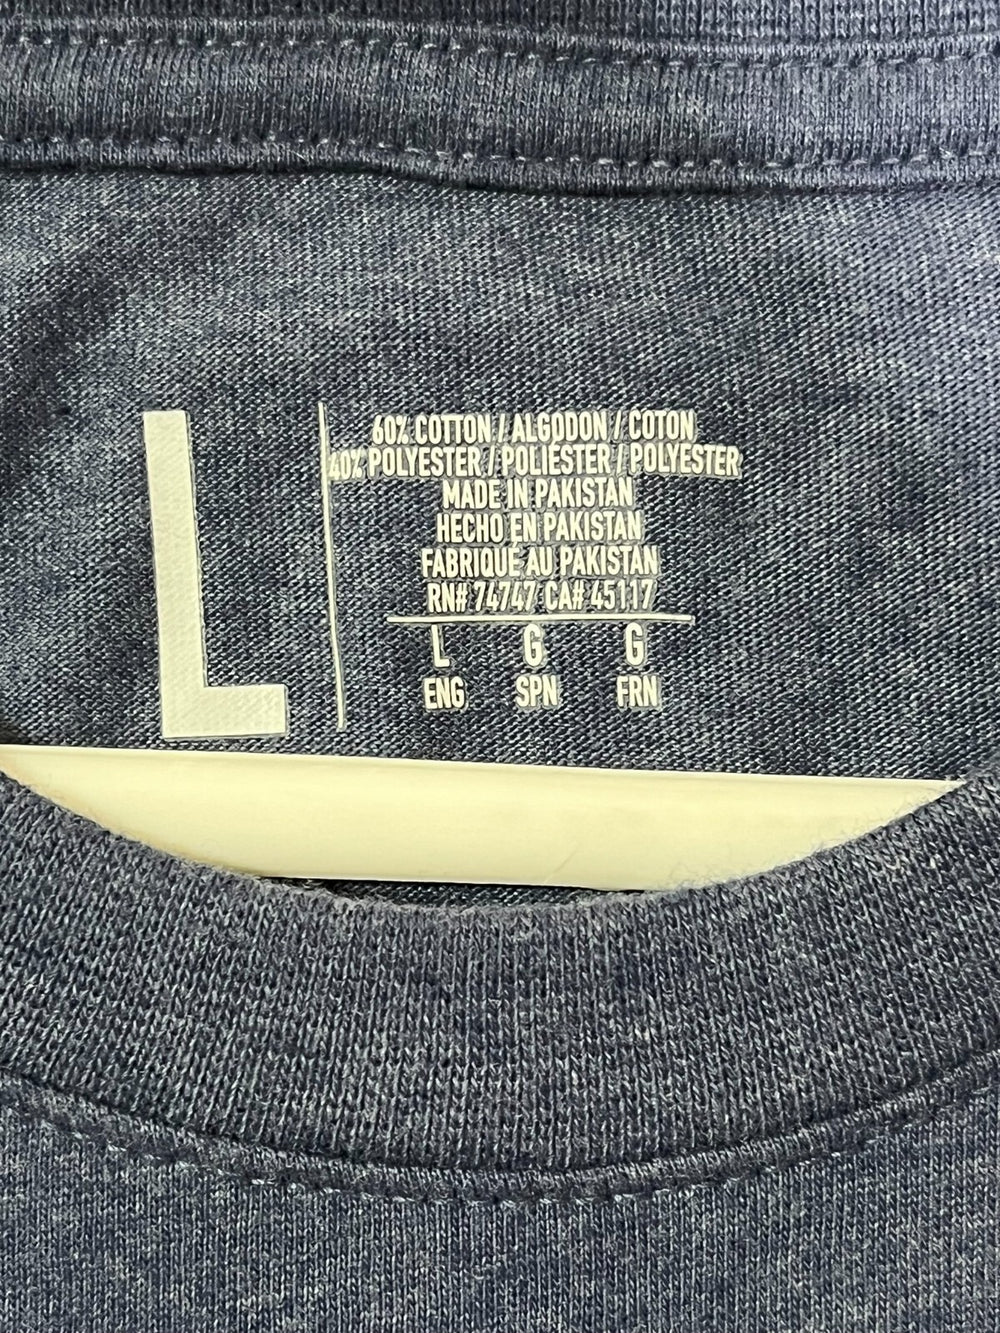 L
60% COTTON / ALGODON / COTON
40% POLYESTER / POLIESTER / POLYESTER
MADE IN PAKISTAN
HECHO EN PAKISTAN
FABRIQUÉ AU PAKISTAN
RN# 74747 CA# 45117
L G G
ENG SPN FRN